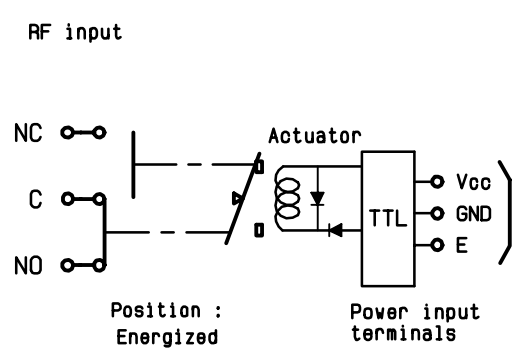 RF input
NC
Actuator
Vcc
C
TTL
GND
E
NO
Position :
Energized
Power input
terminals